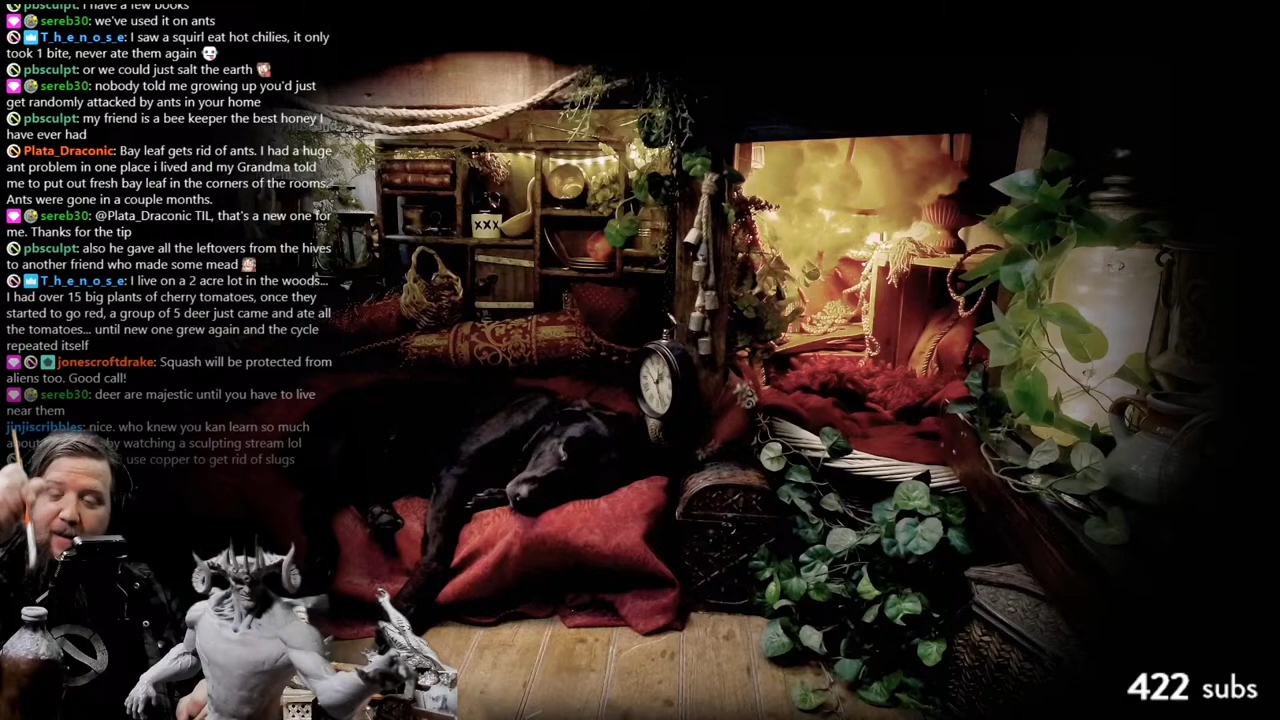 pbsculpt: I have a few books
sereb30: we've used it on ants
T_h_e_n_o_s_e: I saw a squirl eat hot chilies, it only
took 1 bite, never ate them again
pbsculpt: or we could just salt the earth
sereb30: nobody told me growing up you'd just
get randomly attacked by ants in your home
pbsculpt: my friend is a bee keeper the best honey I
have ever had
Plata_Draconic: Bay leaf gets rid of ants. I had a huge
ant problem in one place i lived and my Grandma told
me to put out fresh bay leaf in the corners of the rooms.
Ants were gone in a couple months.
sereb30: @Plata_Draconic TIL, that's a new one for
me. Thanks for the tip
pbsculpt: also he gave all the leftovers from the hives
to another friend who made some mead
T_h_e_n_o_s_e: I live on a 2 acre lot in the woods...
I had over 15 big plants of cherry tomatoes, once they
started to go red, a group of 5 deer just came and ate all
the tomatoes... until new one grew again and the cycle
repeated itself
jonescroftdrake: Squash will be protected from
aliens too. Good call!
sereb30: deer are majestic until you have to live
near them
jinjiscribbles: nice. who knew you kan learn so much
by watching a sculpting stream lol
use copper to get rid of slugs
XXX
422 subs